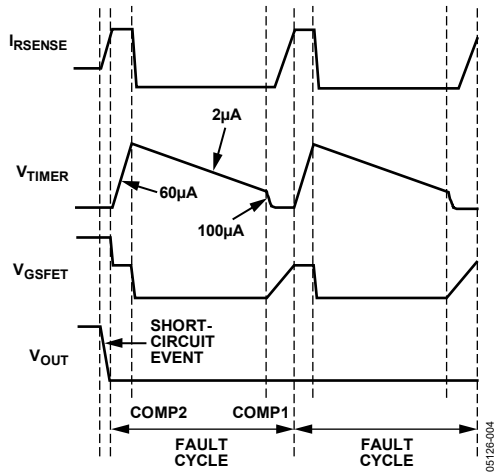 IRSENSE
2µA
VTIMER
60µA
100µA
VGSFET
SHORT-
CIRCUIT
EVENT
VOUT
COMP2
COMP1
FAULT
CYCLE
FAULT
CYCLE
05126-004